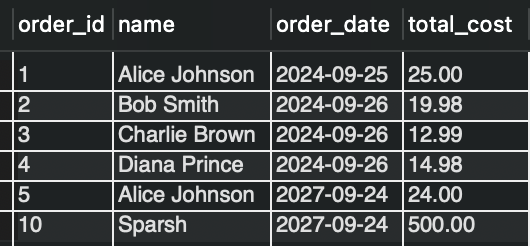 order_id name order_date total_cost
1 Alice Johnson 2024-09-25 25.00
2 Bob Smith 2024-09-26 19.98
3 Charlie Brown 2024-09-26 12.99
4 Diana Prince 2024-09-26 14.98
5 Alice Johnson 2027-09-24 24.00
10 Sparsh 2027-09-24 500.00